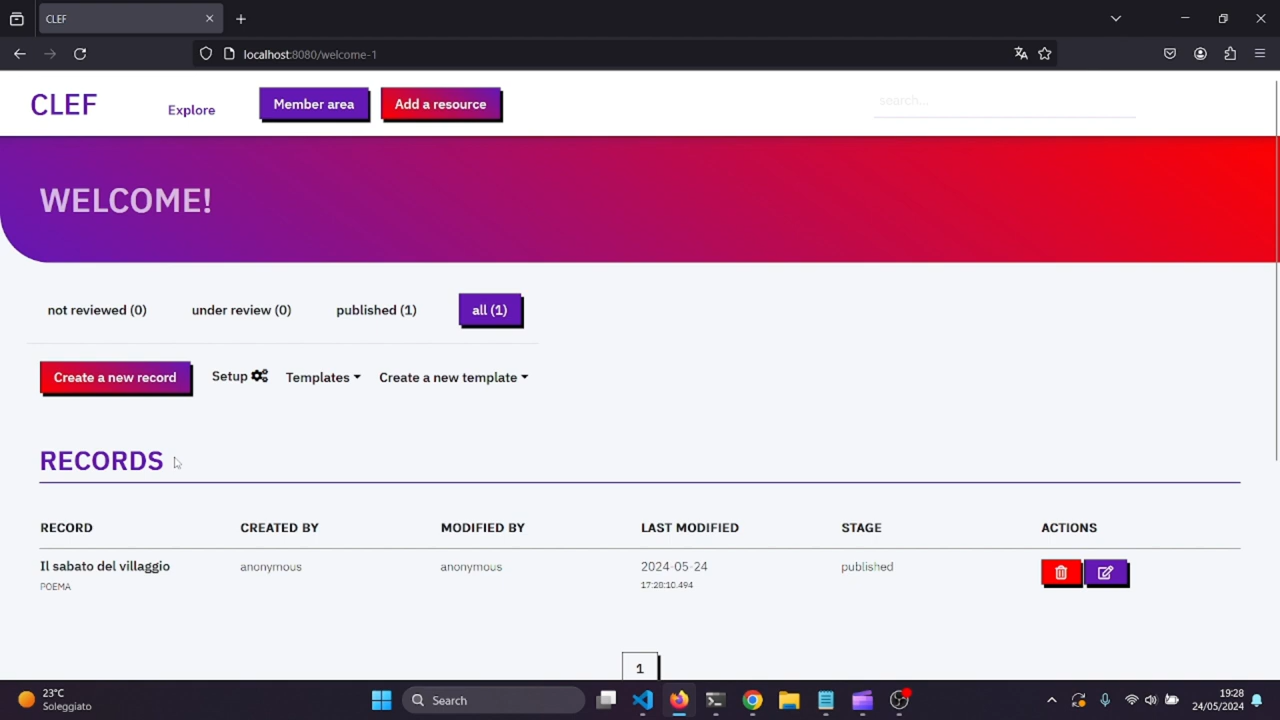 CLEF
localhost:8080/welcome-1
CLEF
Explore
Member area
Add a resource
search...
WELCOME!
not reviewed (0)
under review (0)
published (1)
all (1)
Create a new record
Setup
Templates
Create a new template
RECORDS
RECORD CREATED BY MODIFIED BY LAST MODIFIED STAGE ACTIONS
Il sabato del villaggio anonymous anonymous 2024-05-24 published
POEMA 17:28:10.494
1
23°C
Soleggiato
Search
19:28
24/05/2024